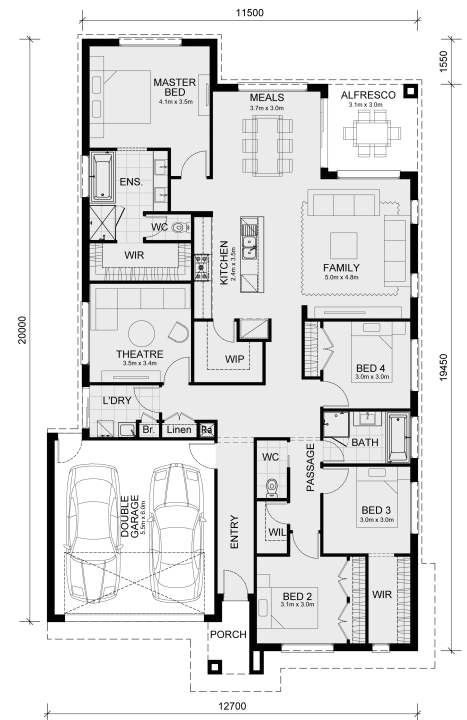 11500
1550
MASTER
BED
4.1m x 3.5m
MEALS
3.7m x 3.0m
ALFRESCO
3.1m x 3.0m
ENS.
WC
WIR
KITCHEN
2.4m x 3.5m
FAMILY
5.0m x 4.8m
20000
19450
THEATRE
3.5m x 3.4m
WIP
BED 4
3.0m x 3.0m
L'DRY
Br.
Linen
Ra
BATH
WC
PASSAGE
DOUBLE
GARAGE
5.5m x 6.0m
ENTRY
WIL
BED 3
3.0m x 3.0m
BED 2
3.1m x 3.0m
WIR
PORCH
12700